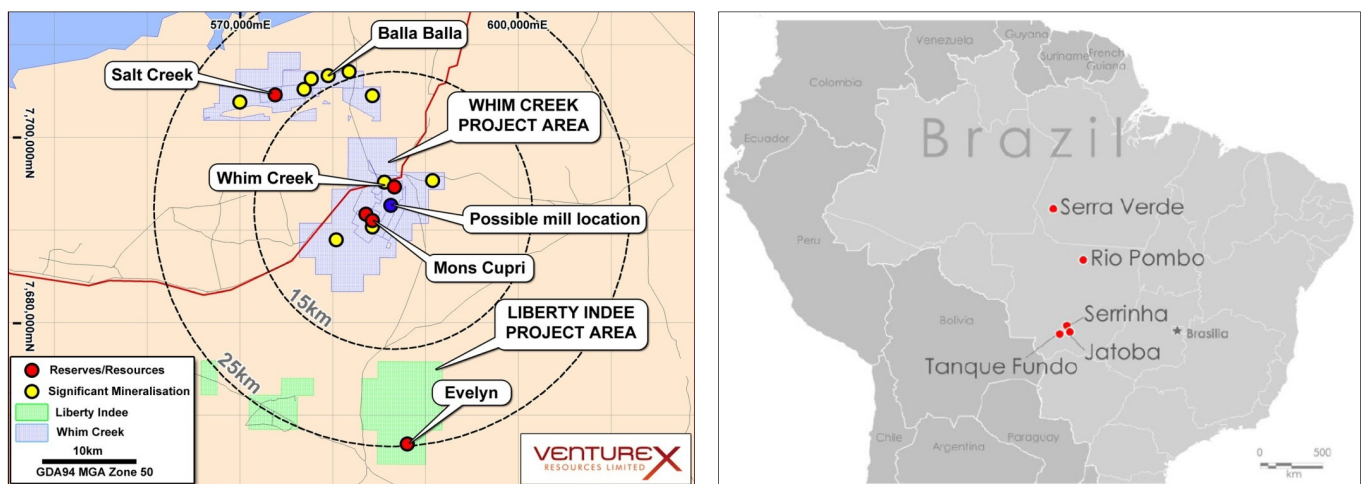 570,000mE
600,000mE
Balla Balla
Salt Creek
WHIM CREEK
PROJECT AREA
7,700,000mN
Whim Creek
Possible mill location
Mons Cupri
15km
7,680,000mN
LIBERTY INDEE
PROJECT AREA
25km
Evelyn
Reserves/Resources
Significant Mineralisation
Liberty Indee
Whim Creek
10km
GDA94 MGA Zone 50
VENTUREX
RESOURCES LIMITED
Venezuela
Guyana
Suriname
French
Guiana
Colombia
Ecuador
Brazil
Peru
Serra Verde
Rio Pombo
Serrinha
Bolivia
Brasilia
Jatoba
Tanque Fundo
Chile
Argentina
Paraguay
0
500
km